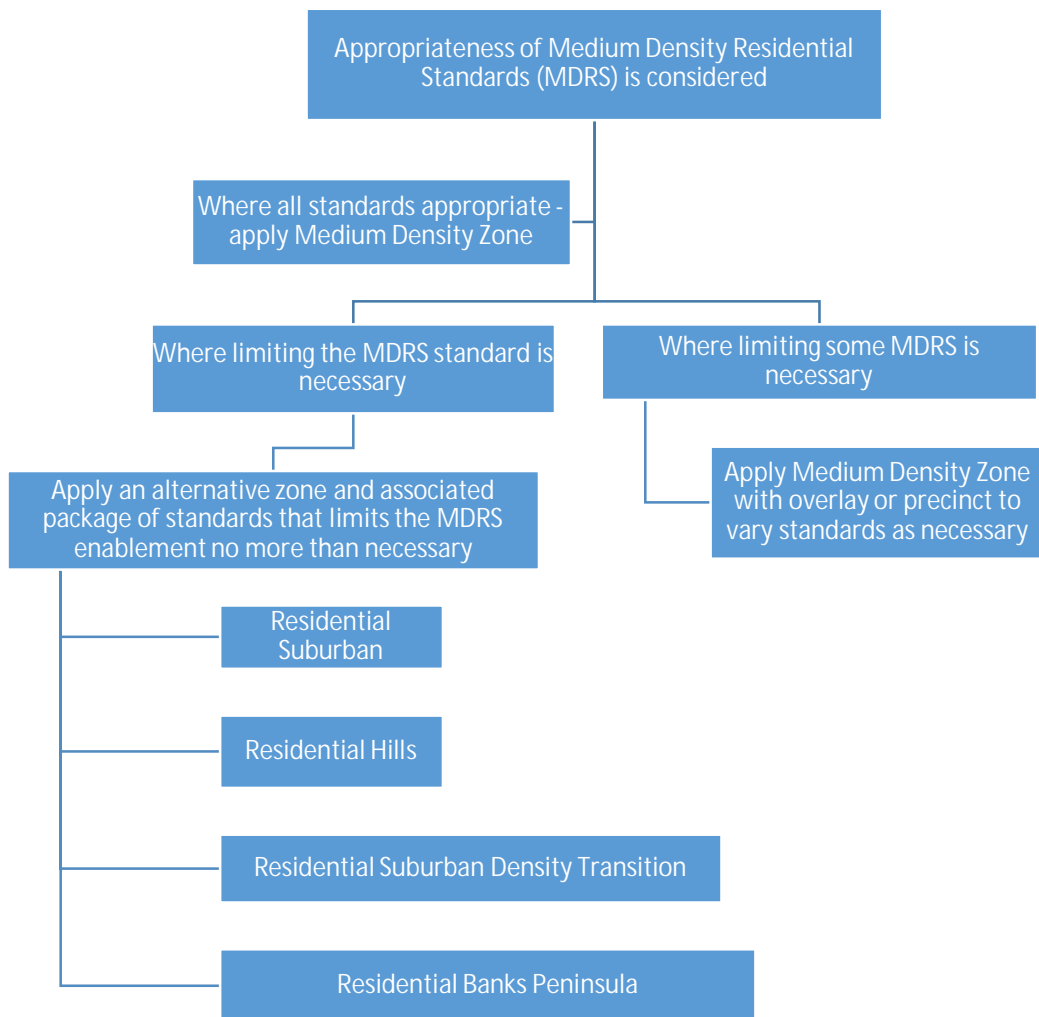 Appropriateness of Medium Density Residential
Standards (MDRS) is considered
Where all standards appropriate -
apply Medium Density Zone
Where limiting the MDRS standard is
necessary
Where limiting some MDRS is
necessary
Apply an alternative zone and associated
package of standards that limits the MDRS
enablement no more than necessary
Apply Medium Density Zone
with overlay or precinct to
vary standards as necessary
Residential
Suburban
Residential Hills
Residential Suburban Density Transition
Residential Banks Peninsula